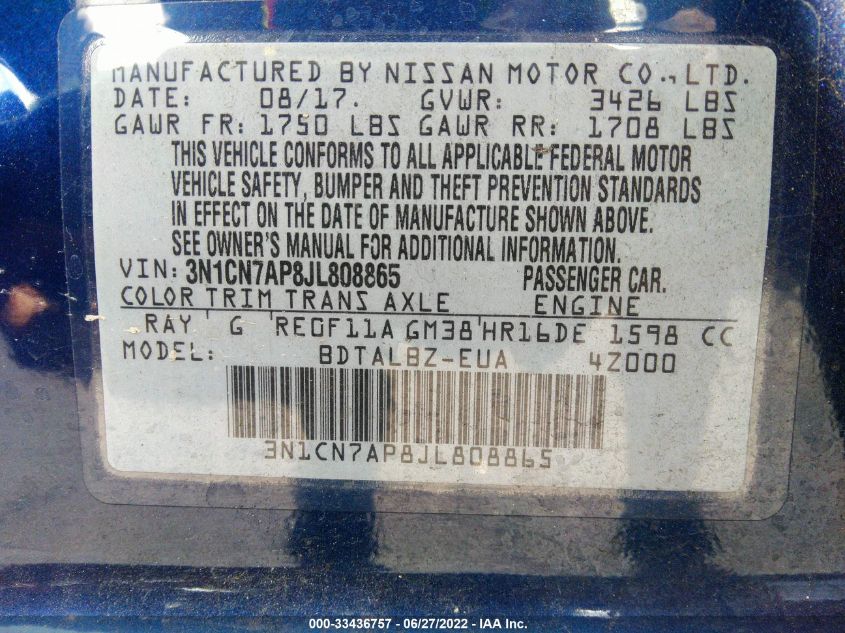 MANUFACTURED BY NISSAN MOTOR CO., LTD.
DATE: 08/17. GVWR: 3426 LBS
GAWR FR: 1750 LBS GAWR RR: 1708 LBS
THIS VEHICLE CONFORMS TO ALL APPLICABLE FEDERAL MOTOR
VEHICLE SAFETY, BUMPER AND THEFT PREVENTION STANDARDS
IN EFFECT ON THE DATE OF MANUFACTURE SHOWN ABOVE.
SEE OWNER'S MANUAL FOR ADDITIONAL INFORMATION.
VIN: 3N1CN7AP8JL808865 PASSENGER CAR.
COLOR TRIM TRANS AXLE ENGINE
RAY G RE0F11A GM38 HR16DE 1598 CC
MODEL: BDTALBZ-EUA 4Z000
3N1CN7AP8JL808865
000-33436757 - 06/27/2022 - IAA Inc.